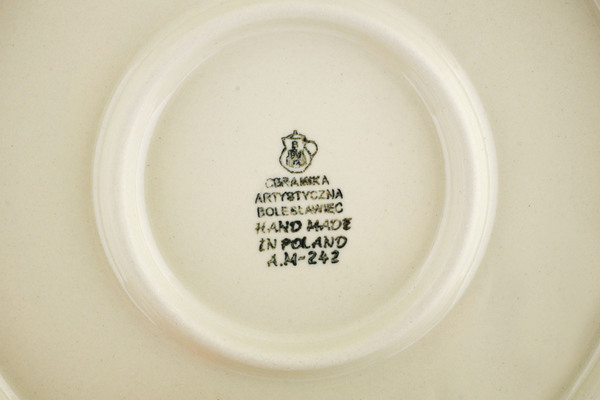 CERAMIKA
ARTYSTYCZNA
BOLESŁAWIEC
HAND MADE
IN POLAND
A.M-242